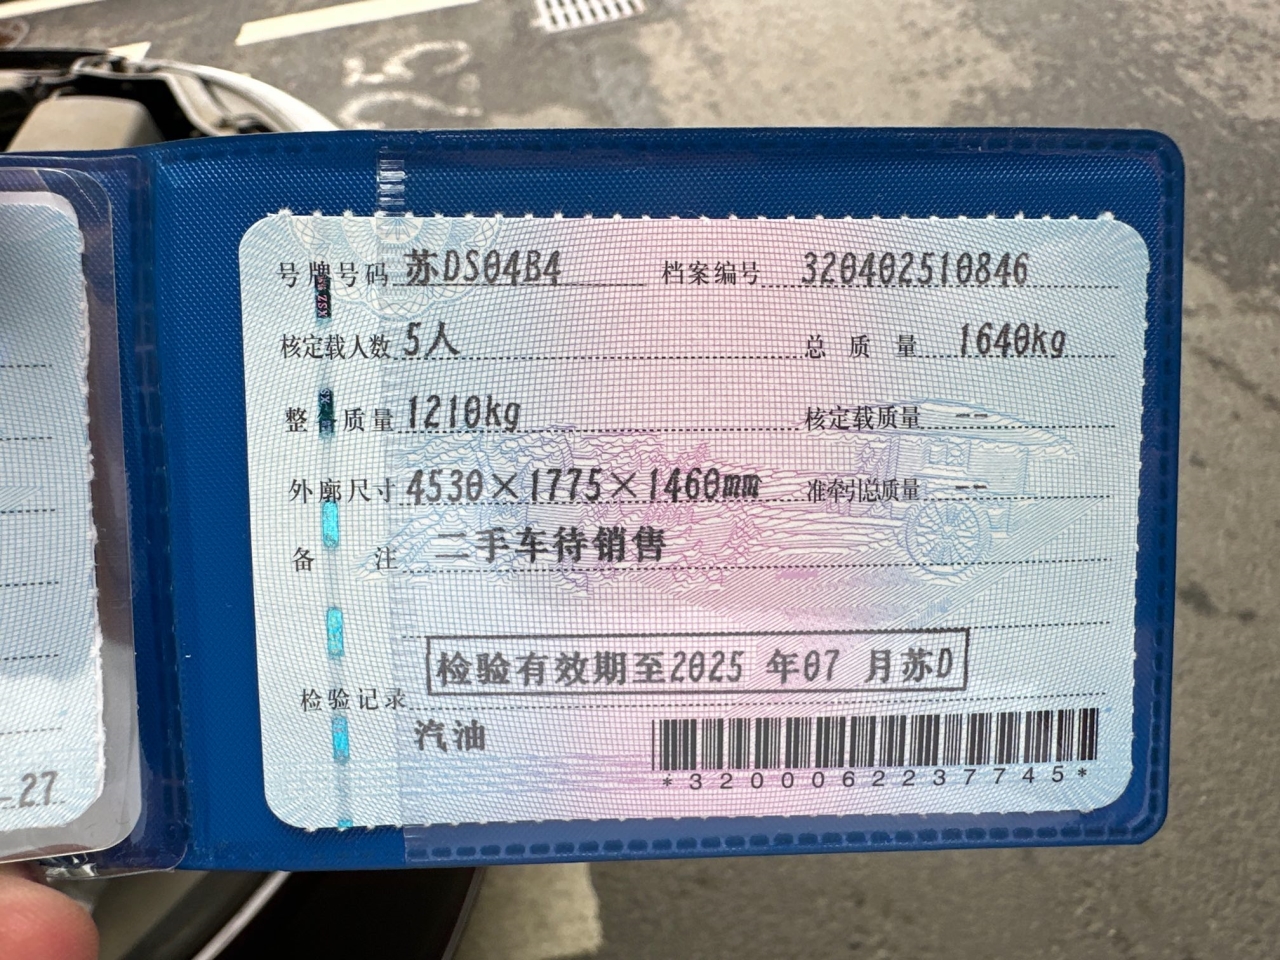 号牌号码 苏DS04B4 档案编号 320402510846
核定载人数 5人 总质量 1640kg
整备质量 1210kg 核定载质量 --
外廓尺寸 4530×1775×1460mm 准牵引总质量 --
备注 二手车待销售
检验有效期至2025 年07 月苏D
检验记录
汽油
*3200062237745*
-27